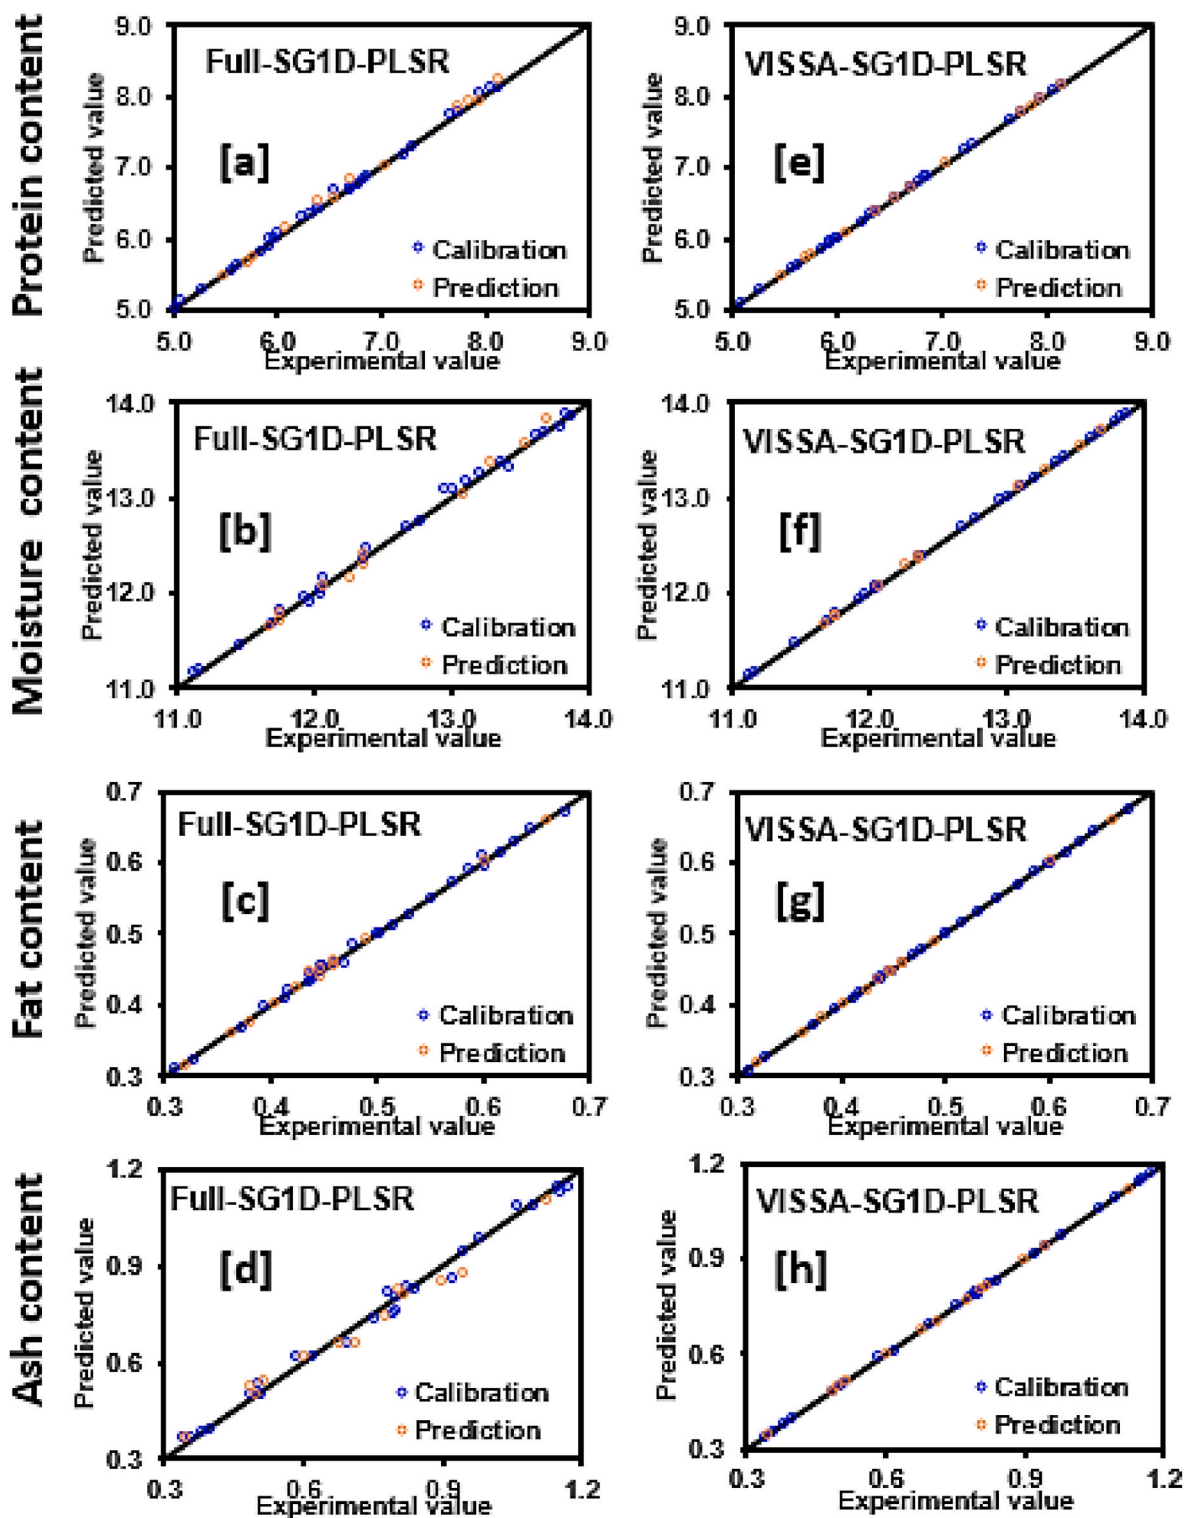 Protein content
Predicted value
9.0
8.0
7.0
6.0
5.0
Full-SG1D-PLSR
[a]
Calibration
Prediction
5.0 6.0 7.0 8.0 9.0
Experimental value
Predicted value
9.0
8.0
7.0
6.0
5.0
VISSA-SG1D-PLSR
[e]
Calibration
Prediction
5.0 6.0 7.0 8.0 9.0
Experimental value
Moisture content
Predicted value
14.0
13.0
12.0
11.0
Full-SG1D-PLSR
[b]
Calibration
Prediction
11.0 12.0 13.0 14.0
Experimental value
Predicted value
14.0
13.0
12.0
11.0
VISSA-SG1D-PLSR
[f]
Calibration
Prediction
11.0 12.0 13.0 14.0
Experimental value
Fat content
Predicted value
0.7
0.6
0.5
0.4
0.3
Full-SG1D-PLSR
[c]
Calibration
Prediction
0.3 0.4 0.5 0.6 0.7
Experimental value
Predicted value
0.7
0.6
0.5
0.4
0.3
VISSA-SG1D-PLSR
[g]
Calibration
Prediction
0.3 0.4 0.5 0.6 0.7
Experimental value
Ash content
Predicted value
1.2
0.9
0.6
0.3
Full-SG1D-PLSR
[d]
Calibration
Prediction
0.3 0.6 0.9 1.2
Experimental value
Predicted value
1.2
0.9
0.6
0.3
VISSA-SG1D-PLSR
[h]
Calibration
Prediction
0.3 0.6 0.9 1.2
Experimental value